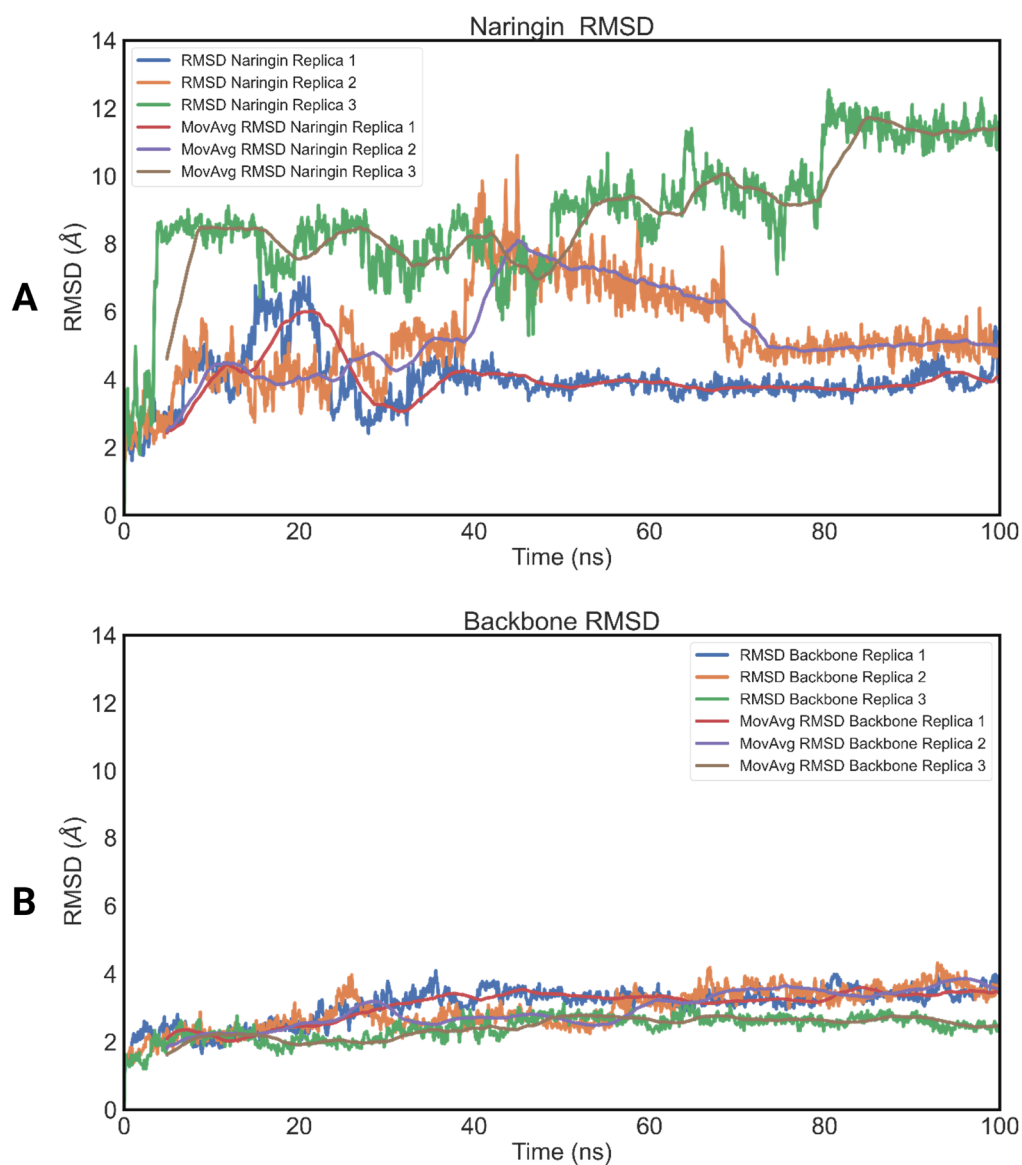 Naringin  RMSD
14
12
10
8
6
4
2
0
RMSD (Å)
A
RMSD Naringin Replica 1
RMSD Naringin Replica 2
RMSD Naringin Replica 3
MovAvg RMSD Naringin Replica 1
MovAvg RMSD Naringin Replica 2
MovAvg RMSD Naringin Replica 3
0 20 40 60 80 100
Time (ns)
Backbone RMSD
14
12
10
8
6
4
2
0
RMSD (Å)
B
RMSD Backbone Replica 1
RMSD Backbone Replica 2
RMSD Backbone Replica 3
MovAvg RMSD Backbone Replica 1
MovAvg RMSD Backbone Replica 2
MovAvg RMSD Backbone Replica 3
0 20 40 60 80 100
Time (ns)